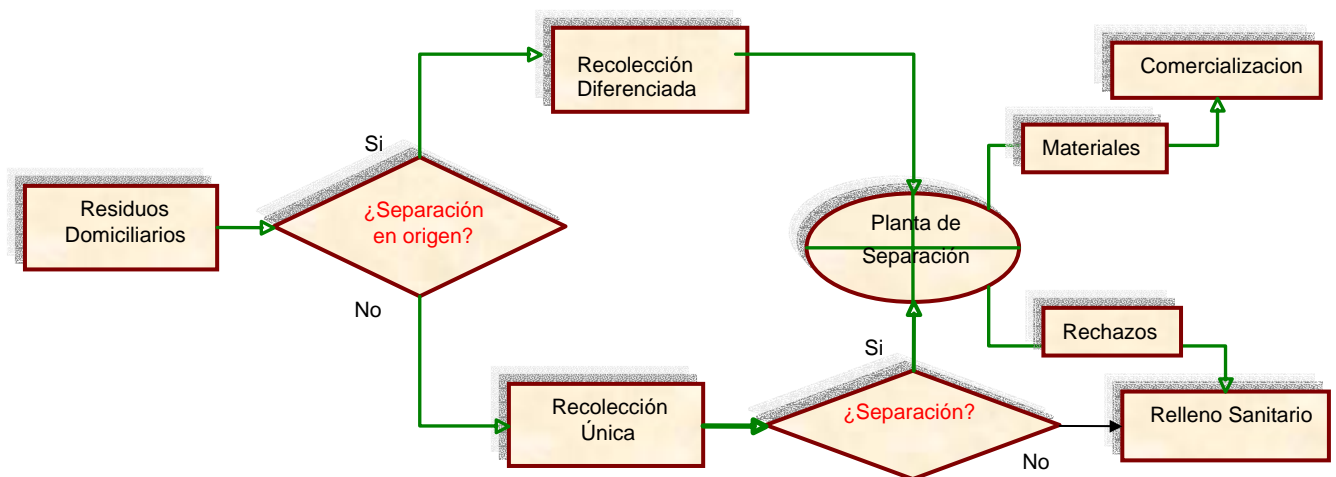 Residuos
Domiciliarios
¿Separación
en origen?
Si
Recolección
Diferenciada
No
Recolección
Única
¿Separación?
Si
Planta de
Separación
Materiales
Comercializacion
Rechazos
No
Relleno Sanitario